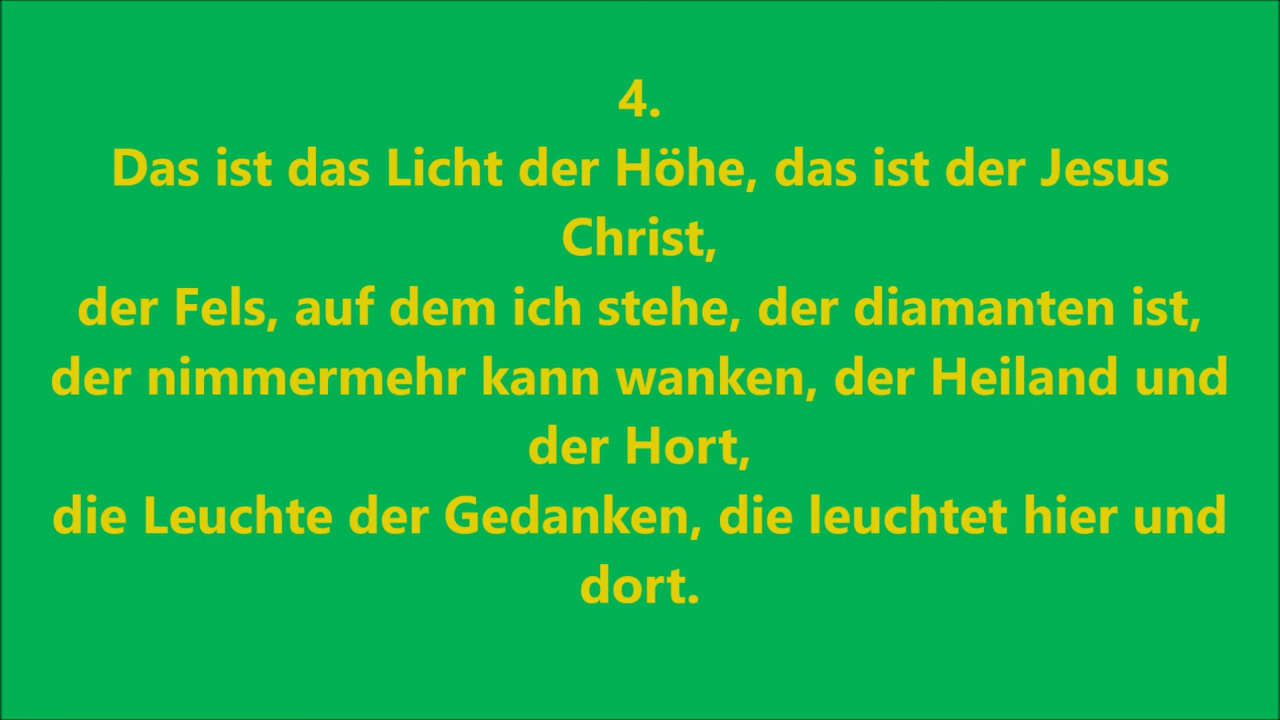 4.
Das ist das Licht der Höhe, das ist der Jesus
Christ,
der Fels, auf dem ich stehe, der diamanten ist,
der nimmermehr kann wanken, der Heiland und
der Hort,
die Leuchte der Gedanken, die leuchtet hier und
dort.